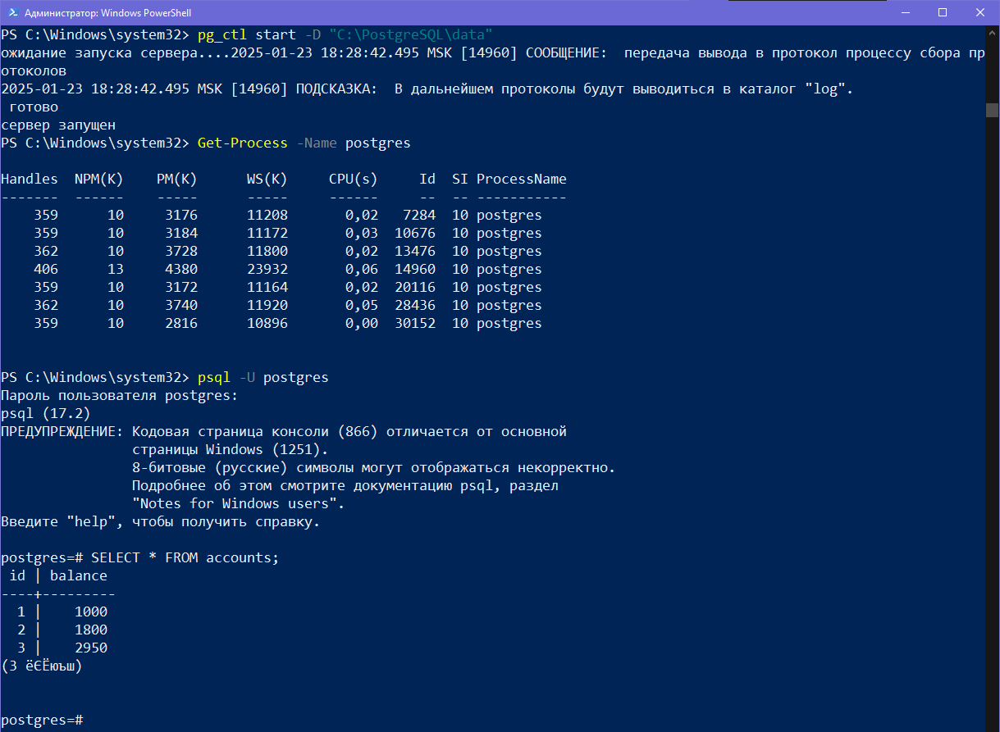 Администратор: Windows PowerShell
PS C:\Windows\system32> pg_ctl start -D "C:\PostgreSQL\data"
ожидание запуска сервера....2025-01-23 18:28:42.495 MSK [14960] СООБЩЕНИЕ:  передача вывода в протокол процессу сбора пр
отоколов
2025-01-23 18:28:42.495 MSK [14960] ПОДСКАЗКА:  В дальнейшем протоколы будут выводиться в каталог "log".
 готово
сервер запущен
PS C:\Windows\system32> Get-Process -Name postgres

Handles  NPM(K)    PM(K)      WS(K)     CPU(s)     Id  SI ProcessName
-------  ------    -----      -----     ------     --  -- -----------
    359      10     3176      11208       0,02   7284  10 postgres
    359      10     3184      11172       0,03  10676  10 postgres
    362      10     3728      11800       0,02  13476  10 postgres
    406      13     4380      23932       0,06  14960  10 postgres
    359      10     3172      11164       0,02  20116  10 postgres
    362      10     3740      11920       0,05  28436  10 postgres
    359      10     2816      10896       0,00  30152  10 postgres

PS C:\Windows\system32> psql -U postgres
Пароль пользователя postgres:
psql (17.2)
ПРЕДУПРЕЖДЕНИЕ: Кодовая страница консоли (866) отличается от основной
                страницы Windows (1251).
                8-битовые (русские) символы могут отображаться некорректно.
                Подробнее об этом смотрите документацию psql, раздел
                "Notes for Windows users".
Введите "help", чтобы получить справку.

postgres=# SELECT * FROM accounts;
 id | balance
----+---------
  1 |    1000
  2 |    1800
  3 |    2950
(3 ёЄЁюъш)

postgres=#